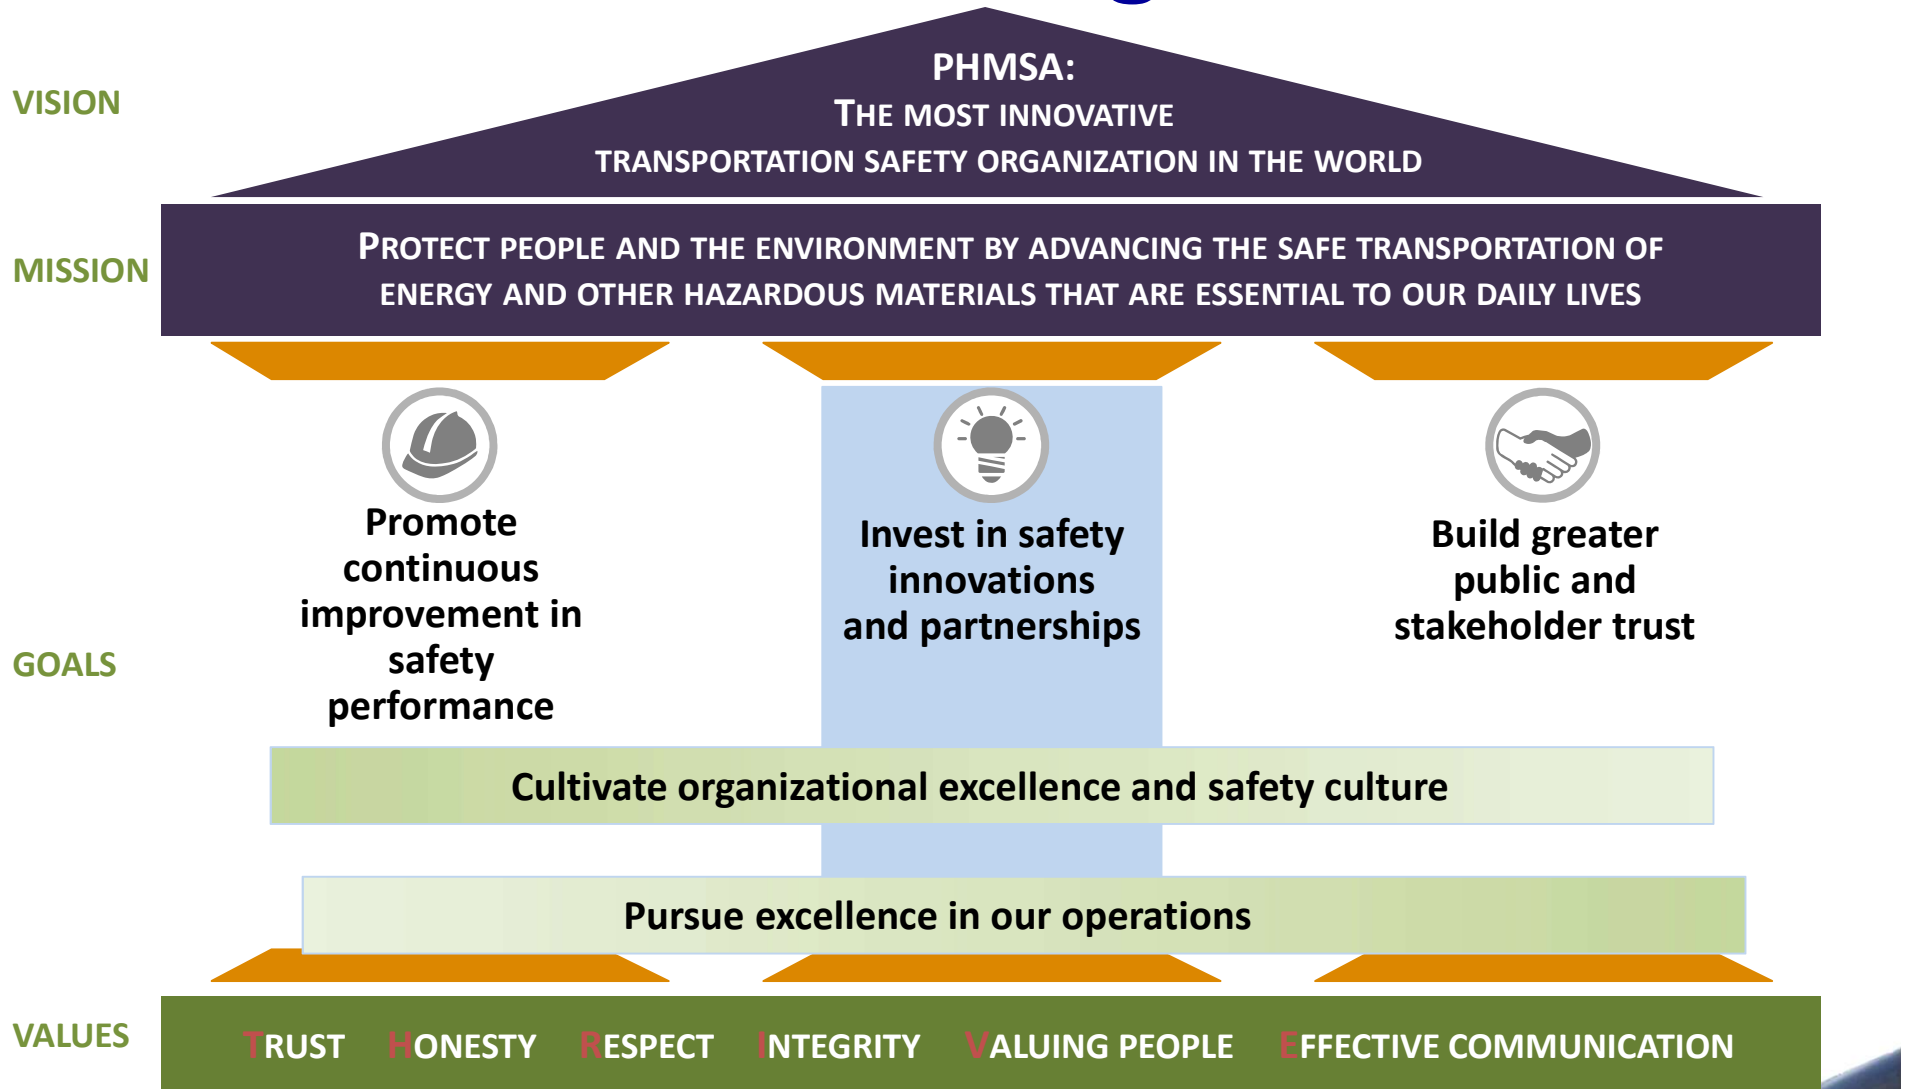 PHMSA:
THE MOST INNOVATIVE
TRANSPORTATION SAFETY ORGANIZATION IN THE WORLD
VISION
PROTECT PEOPLE AND THE ENVIRONMENT BY ADVANCING THE SAFE TRANSPORTATION OF
ENERGY AND OTHER HAZARDOUS MATERIALS THAT ARE ESSENTIAL TO OUR DAILY LIVES
MISSION
Promote
continuous
improvement in
safety
performance
Invest in safety
innovations
and partnerships
Build greater
public and
stakeholder trust
GOALS
Cultivate organizational excellence and safety culture
Pursue excellence in our operations
VALUES
TRUST HONESTY RESPECT INTEGRITY VALUING PEOPLE EFFECTIVE COMMUNICATION